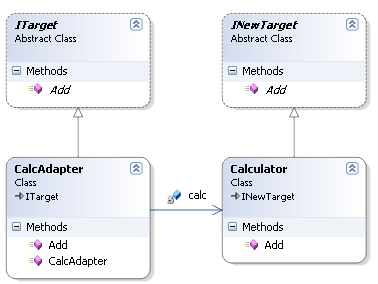 ITarget
Abstract Class
Methods
Add
INewTarget
Abstract Class
Methods
Add
CalcAdapter
Class
ITarget
Methods
Add
CalcAdapter
calc
Calculator
Class
INewTarget
Methods
Add